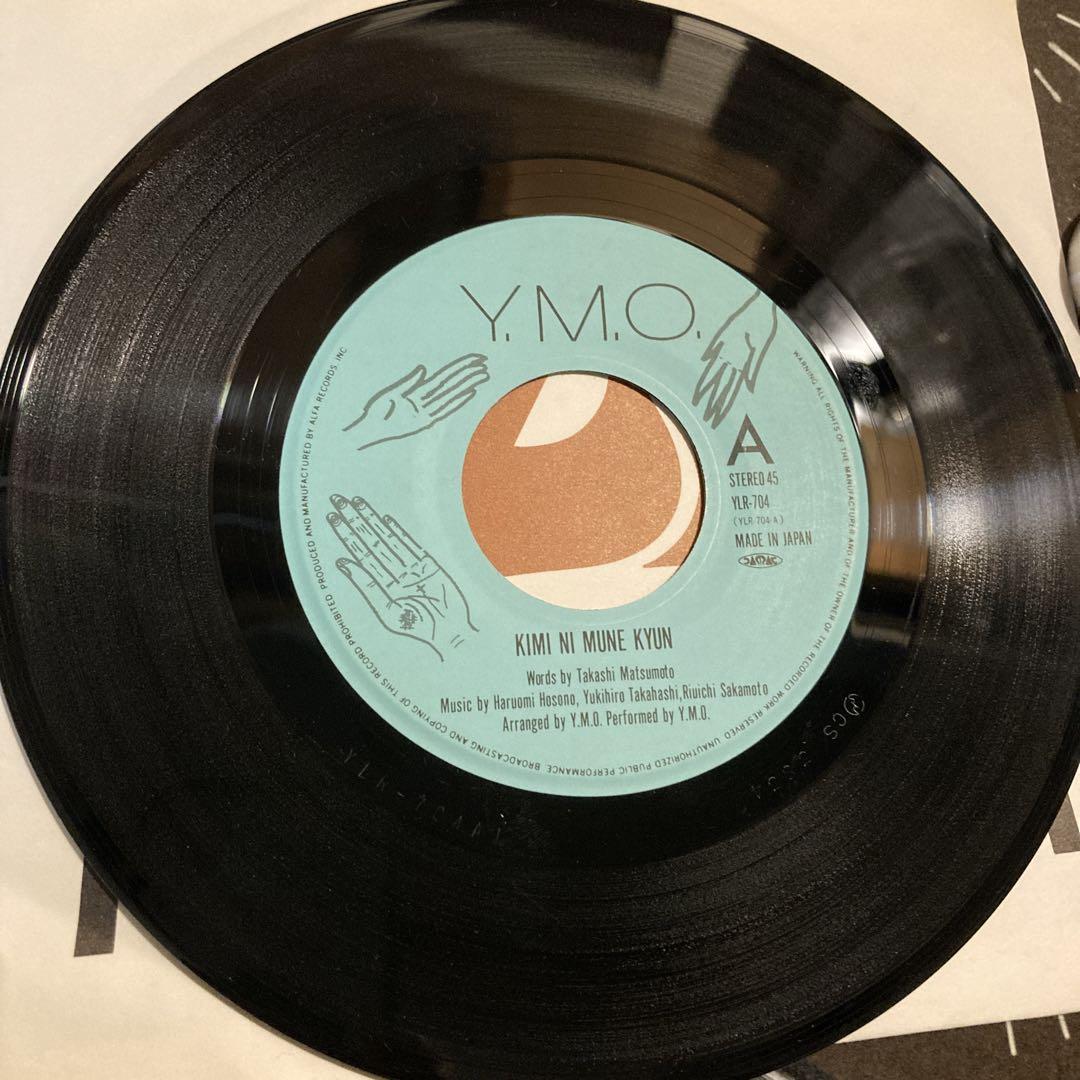 Y.M.O.
A
STEREO 45
YLR-704
(YLR-704-A)
MADE IN JAPAN
JASRAC
KIMI NI MUNE KYUN
Words by Takashi Matsumoto
Music by Haruomi Hosono, Yukihiro Takahashi, Riuichi Sakamoto
Arranged by Y.M.O. Performed by Y.M.O.
WARNING ALL RIGHTS OF THE MANUFACTURER AND OF THE OWNER OF THE RECORDED WORK RESERVED. UNAUTHORIZED PUBLIC PERFORMANCE. BROADCASTING AND COPYING OF THIS RECORD PROHIBITED PRODUCED AND MANUFACTURED BY ALFA RECORDS. INC